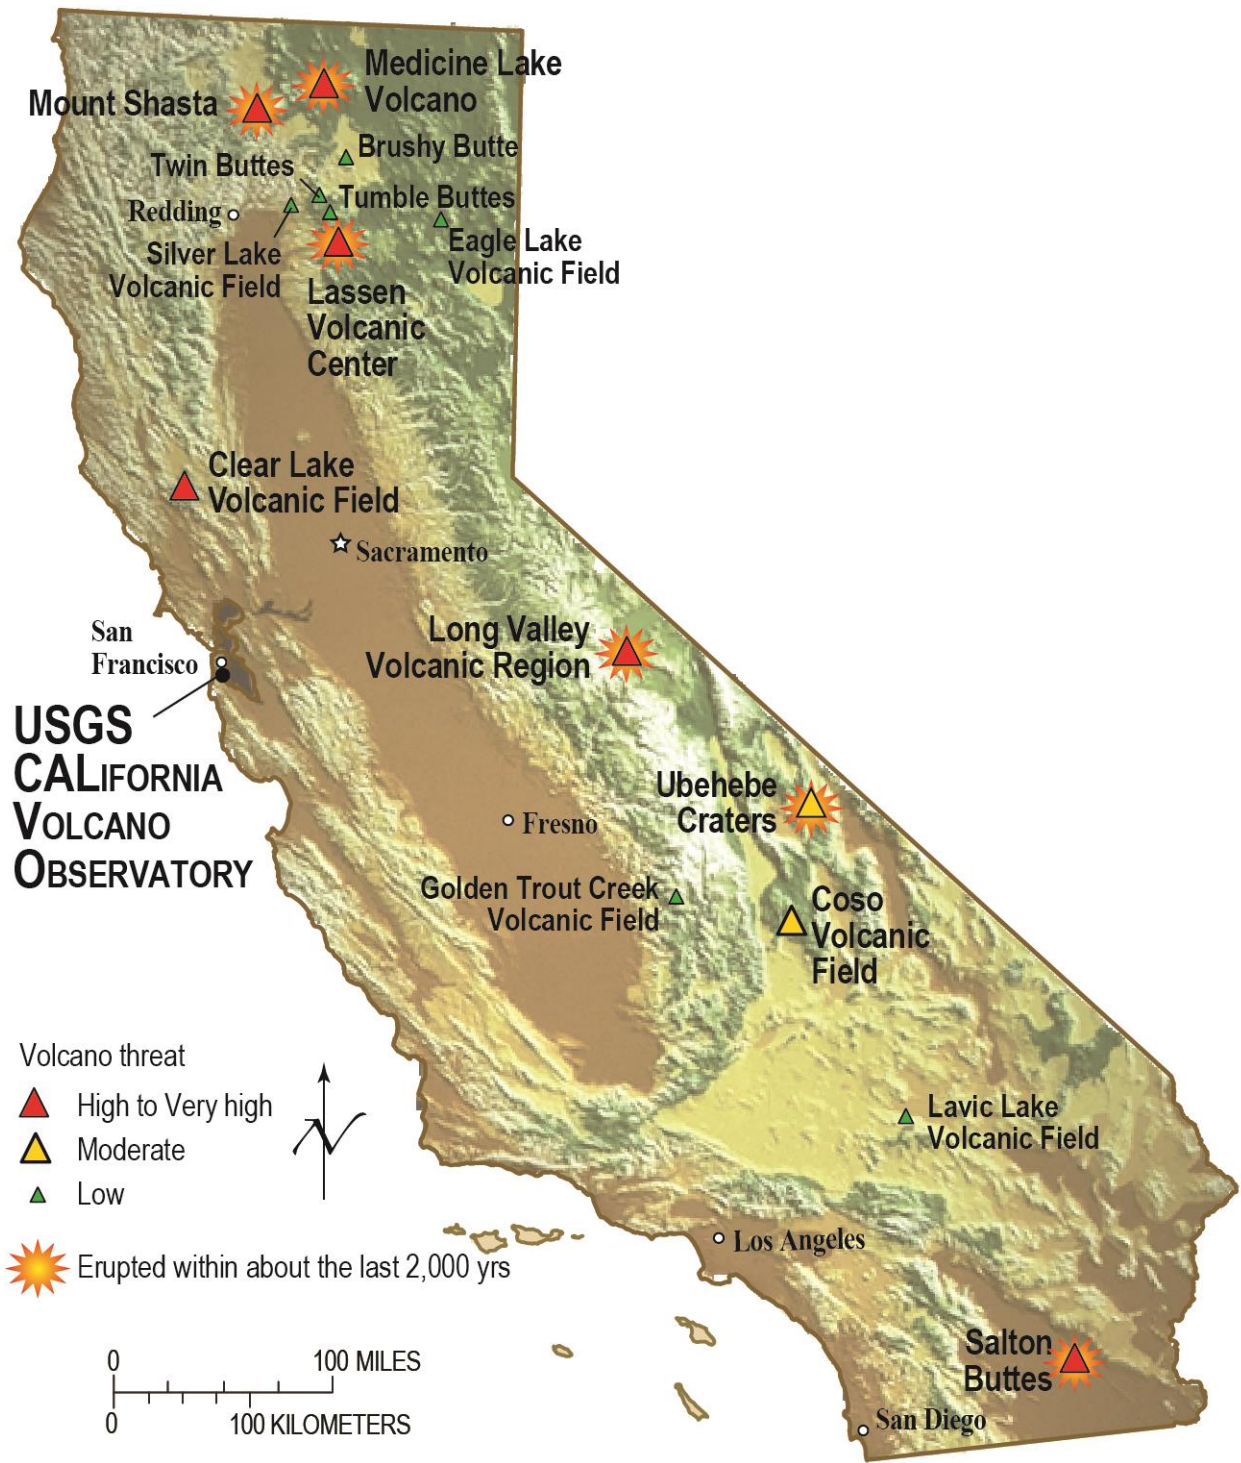 Medicine Lake
Volcano
Mount Shasta
Brushy Butte
Twin Buttes
Tumble Buttes
Redding
Silver Lake
Volcanic Field
Eagle Lake
Volcanic Field
Lassen
Volcanic
Center
Clear Lake
Volcanic Field
Sacramento
San
Francisco
Long Valley
Volcanic Region
USGS
CALIFORNIA
VOLCANO
OBSERVATORY
Ubehebe
Craters
Fresno
Golden Trout Creek
Volcanic Field
Coso
Volcanic
Field
Volcano threat
High to Very high
Moderate
Low
Erupted within about the last 2,000 yrs
N
Lavic Lake
Volcanic Field
Los Angeles
Salton
Buttes
San Diego
0 100 MILES
0 100 KILOMETERS